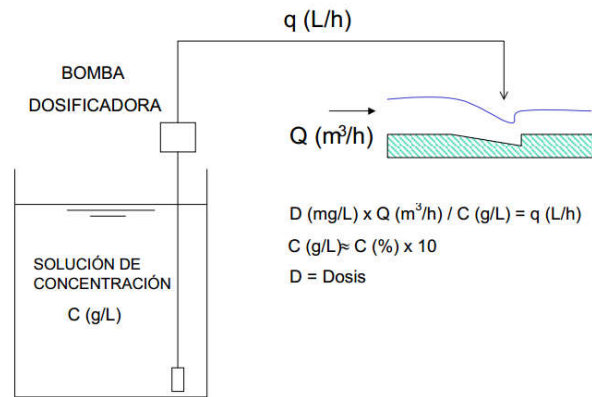 q (L/h)
BOMBA
DOSIFICADORA
Q (m³/h)
D (mg/L) x Q (m³/h) / C (g/L) = q (L/h)
C (g/L)≈ C (%) x 10
D = Dosis
SOLUCIÓN DE
CONCENTRACIÓN
C (g/L)